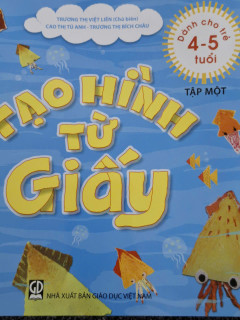 TRƯƠNG THỊ VIỆT LIÊN (Chủ biên)
CAO THỊ TÚ ANH - TRƯƠNG THỊ BÍCH CHÂU
Dành cho trẻ
4-5
tuổi
TẬP MỘT
TẠO HÌNH
TỪ
Giấy
GD
NHÀ XUẤT BẢN GIÁO DỤC VIỆT NAM